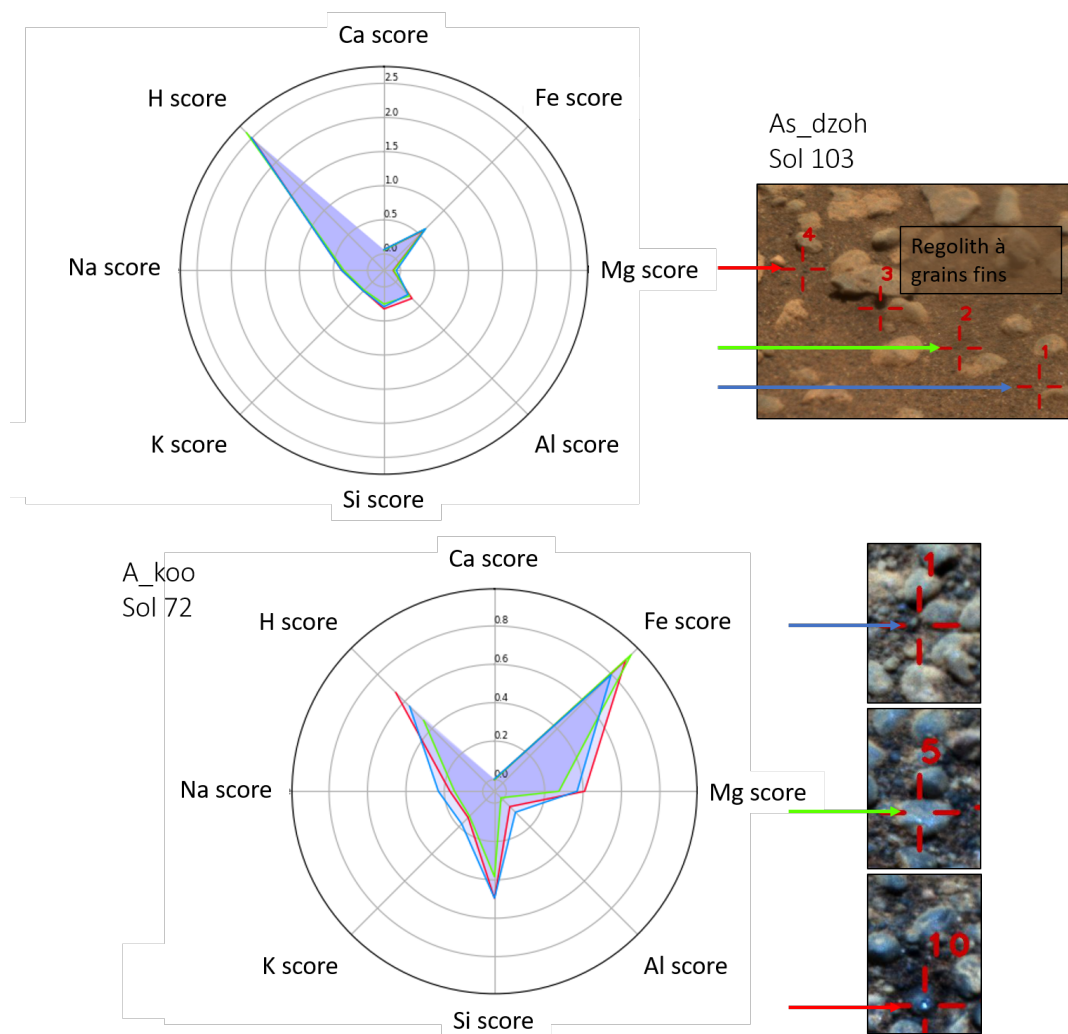 Ca score
H score
Fe score
2.5
2.0
1.5
1.0
0.5
0.0
Na score
Mg score
K score
Al score
Si score
As_dzoh
Sol 103
4
Regolith à
grains fins
3
2
1
A_koo
Sol 72
Ca score
H score
Fe score
0.8
0.6
0.4
0.2
0.0
Na score
Mg score
K score
Al score
Si score
1
5
10